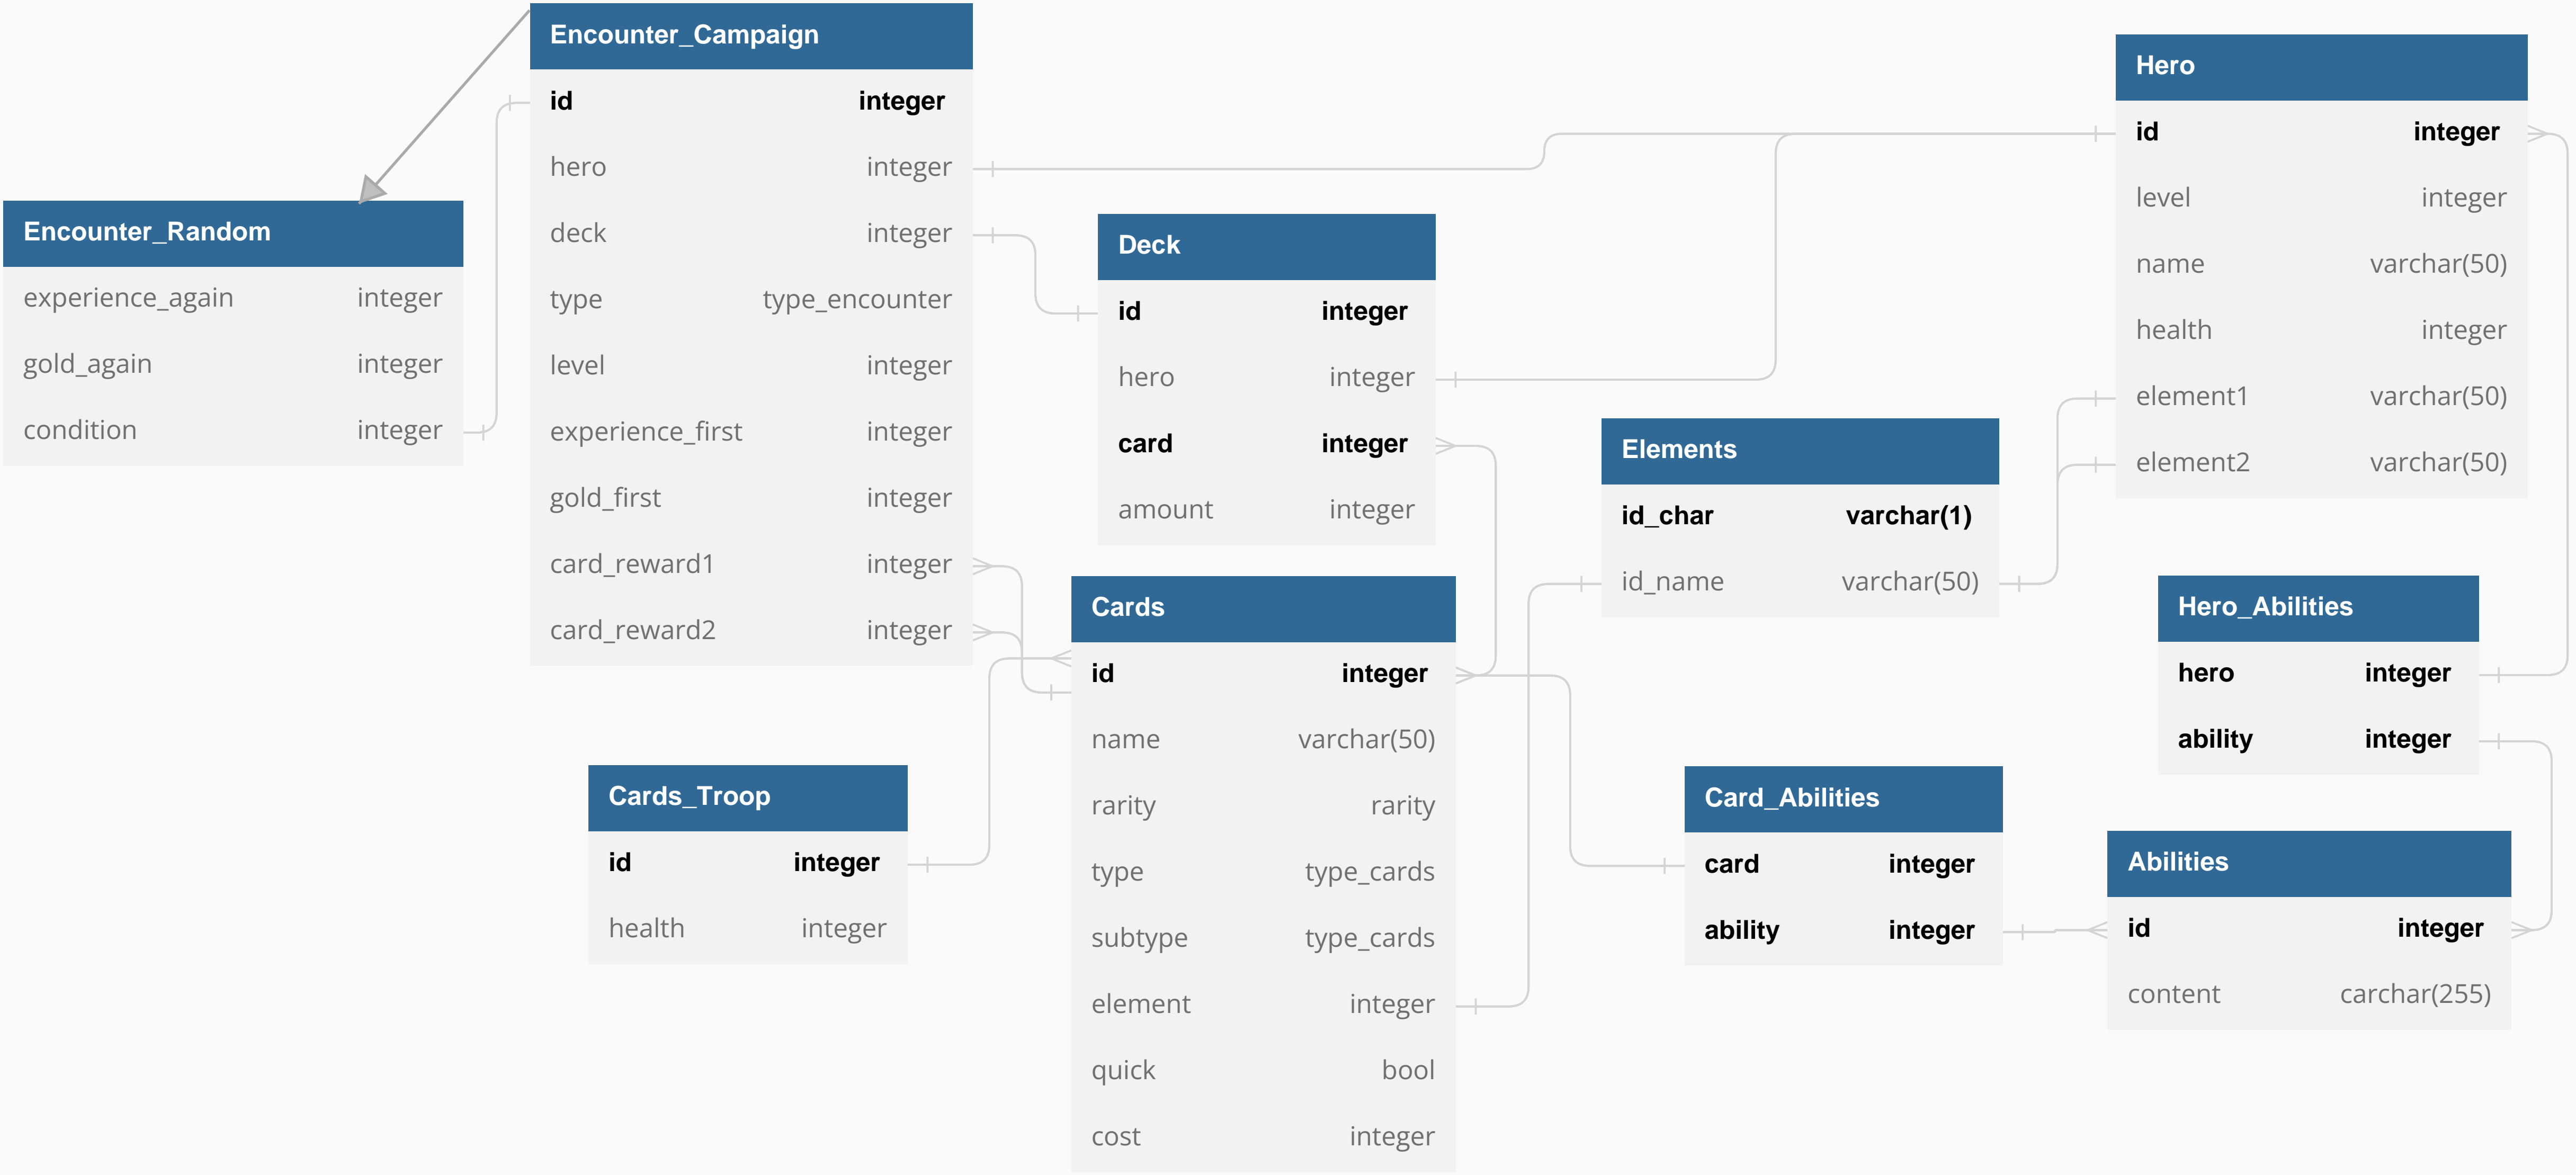 Encounter_Campaign
id integer
hero integer
deck integer
type type_encounter
level integer
experience_first integer
gold_first integer
card_reward1 integer
card_reward2 integer
Encounter_Random
experience_again integer
gold_again integer
condition integer
Deck
id integer
hero integer
card integer
amount integer
Cards
id integer
name varchar(50)
rarity rarity
type type_cards
subtype type_cards
element integer
quick bool
cost integer
Cards_Troop
id integer
health integer
Elements
id_char varchar(1)
id_name varchar(50)
Hero
id integer
level integer
name varchar(50)
health integer
element1 varchar(50)
element2 varchar(50)
Hero_Abilities
hero integer
ability integer
Card_Abilities
card integer
ability integer
Abilities
id integer
content carchar(255)